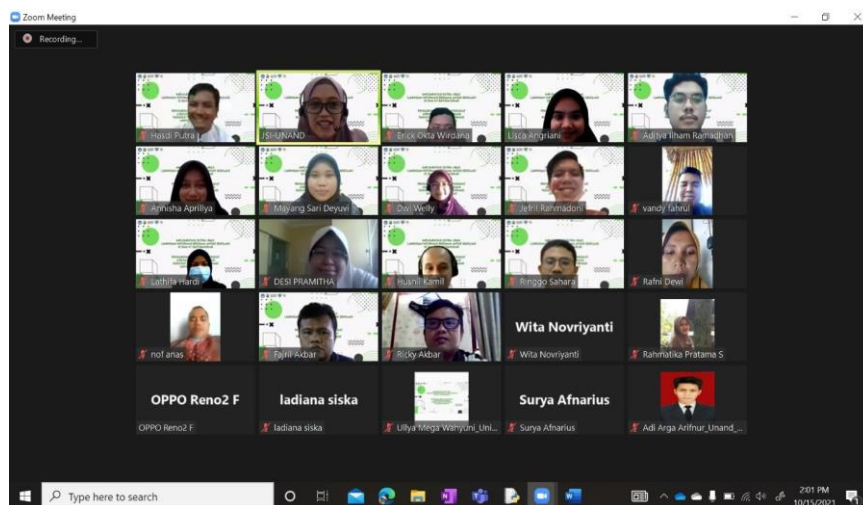 Zoom Meeting
Recording...
Hasdi Putra
JSI-UNAND
Erick Okta Wirdana
Lisca Angriani
Aditya Ilham Ramadhan
Annisha Apriliya
Mayang Sari Deyuvi
Dwi Welly
Jefril Rahmadoni
vandy fahrul
Lathifa Hardi
DESI PRAMITHA
Husnil Kamil
Ringgo Sahara
Rafni Dewi
nof arias
Fajril Akbar
Ricky Akbar
Wita Novriyanti
Wita Novriyanti
Rahmatika Pratama S
OPPO Reno2 F
OPPO Reno2 F
ladiana siska
ladiana siska
Ullya Mega Wahyuni_Uni...
Surya Afnarius
Surya Afnarius
Adi Arga Arifnur_Unand_...
Type here to search
2:01 PM
10/15/2021